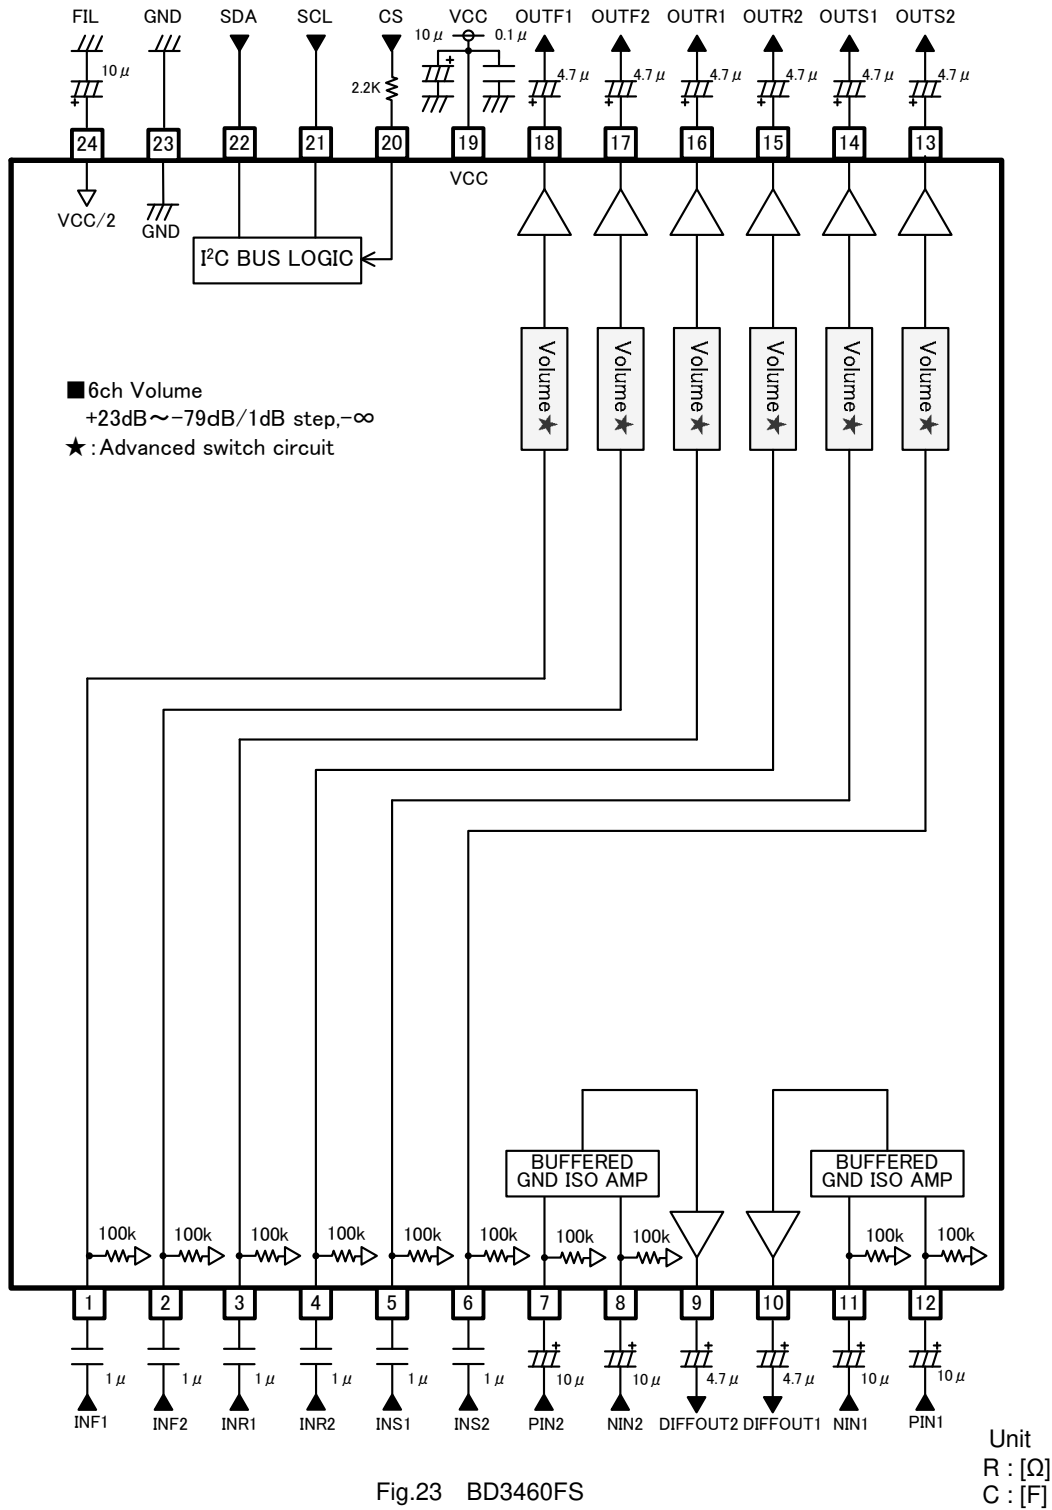 FIL GND SDA SCL CS VCC OUTF1 OUTF2 OUTR1 OUTR2 OUTS1 OUTS2
10μ 0.1μ
10μ 2.2K 4.7μ 4.7μ 4.7μ 4.7μ 4.7μ 4.7μ
+ + + + + + + +
24 23 22 21 20 19 18 17 16 15 14 13
VCC
VCC/2 GND
I²C BUS LOGIC
Volume★ Volume★ Volume★ Volume★ Volume★ Volume★
■6ch Volume
+23dB～-79dB/1dB step,-∞
★:Advanced switch circuit
BUFFERED BUFFERED
GND ISO AMP GND ISO AMP
100k 100k 100k 100k 100k 100k 100k 100k 100k 100k
1 2 3 4 5 6 7 8 9 10 11 12
+ + + + + +
1μ 1μ 1μ 1μ 1μ 1μ 10μ 10μ 4.7μ 4.7μ 10μ 10μ
INF1 INF2 INR1 INR2 INS1 INS2 PIN2 NIN2 DIFFOUT2 DIFFOUT1 NIN1 PIN1
Unit
R : [Ω]
C : [F]
Fig.23 BD3460FS